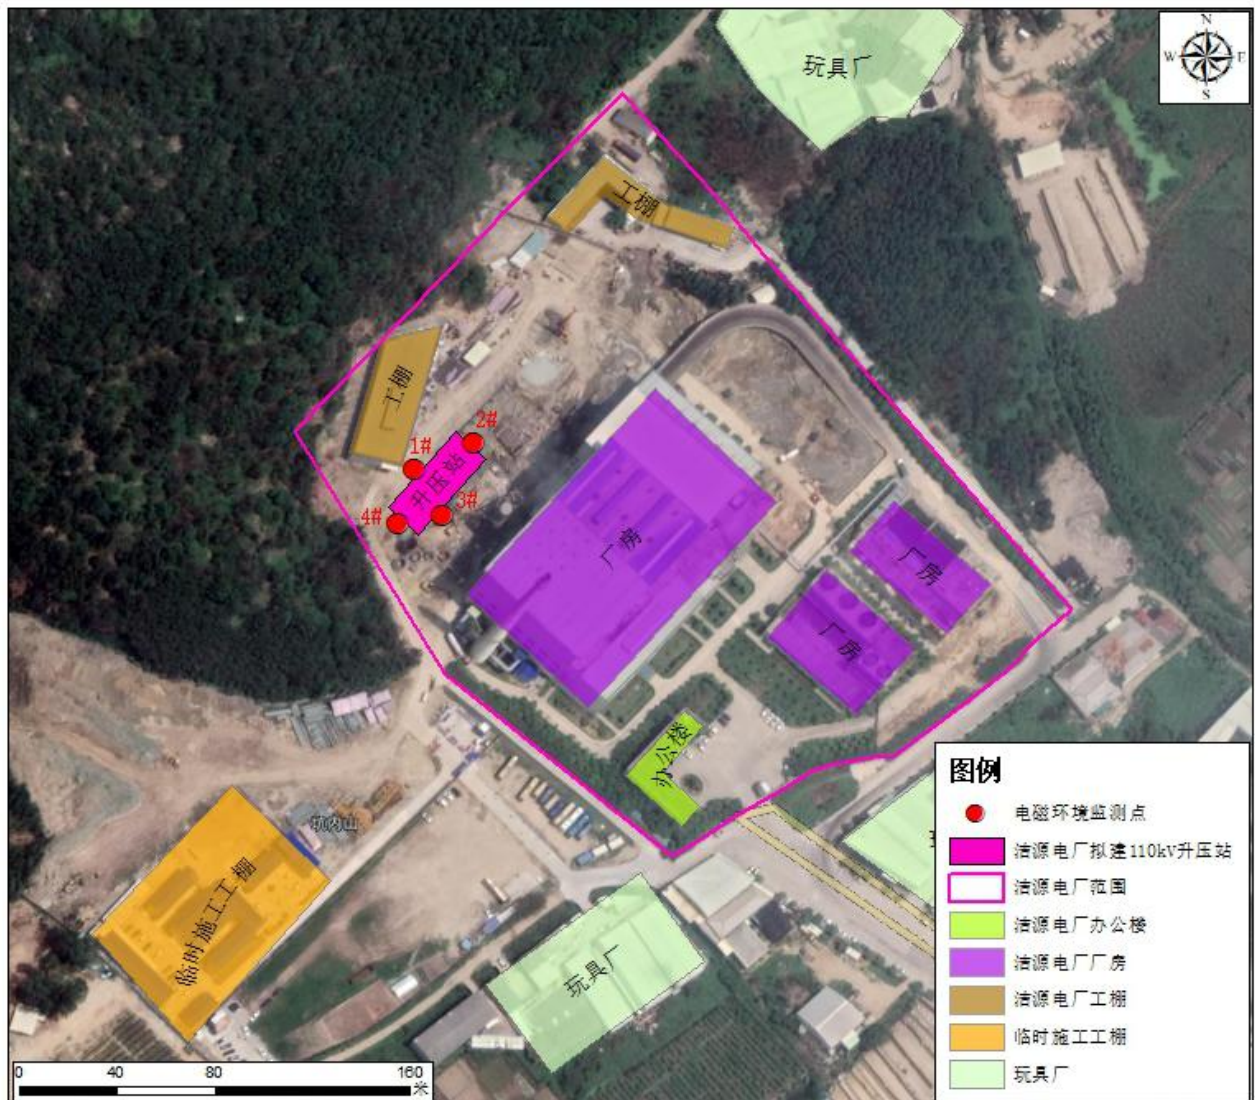 N
W
E
S
玩具厂
工棚
工棚
1#
2#
升压站
3#
4#
厂房
厂房
厂房
办公楼
坑内山
临时施工工棚
玩具厂
图例
电磁环境监测点
洁源电厂拟建110kV升压站
洁源电厂范围
洁源电厂办公楼
洁源电厂厂房
洁源电厂工棚
临时施工工棚
玩具厂
0 40 80 160
米